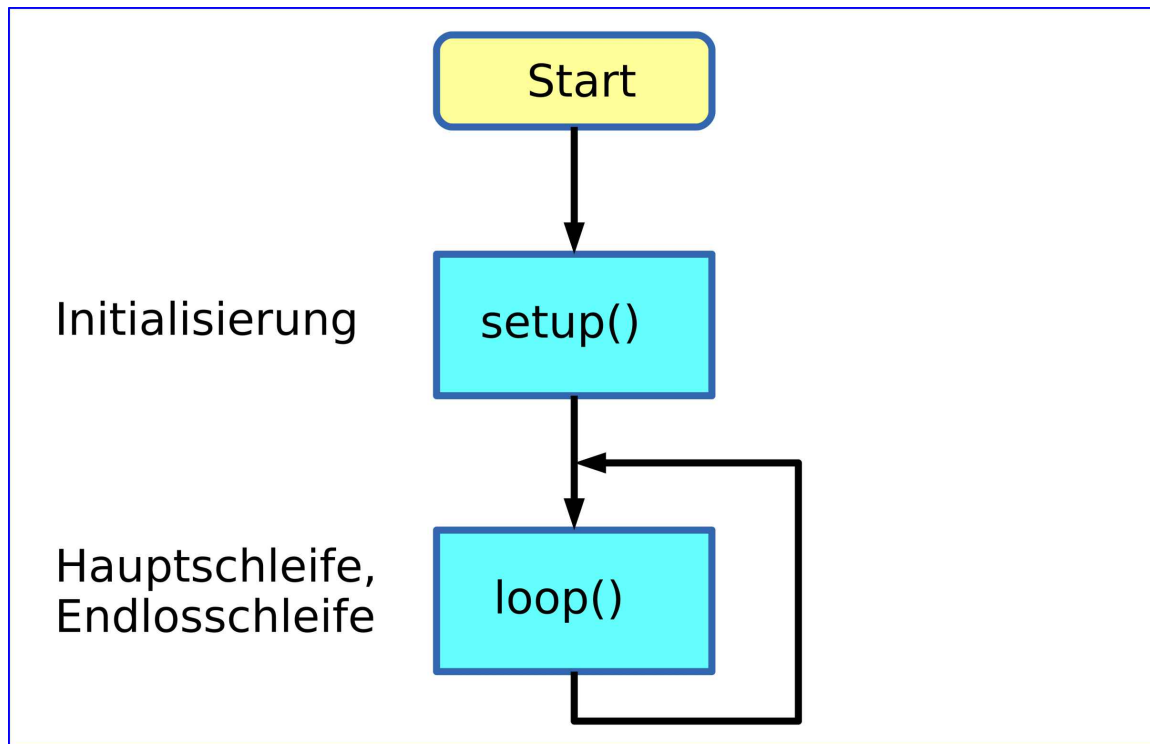 Start
Initialisierung
setup()
Hauptschleife,
Endlosschleife
loop()